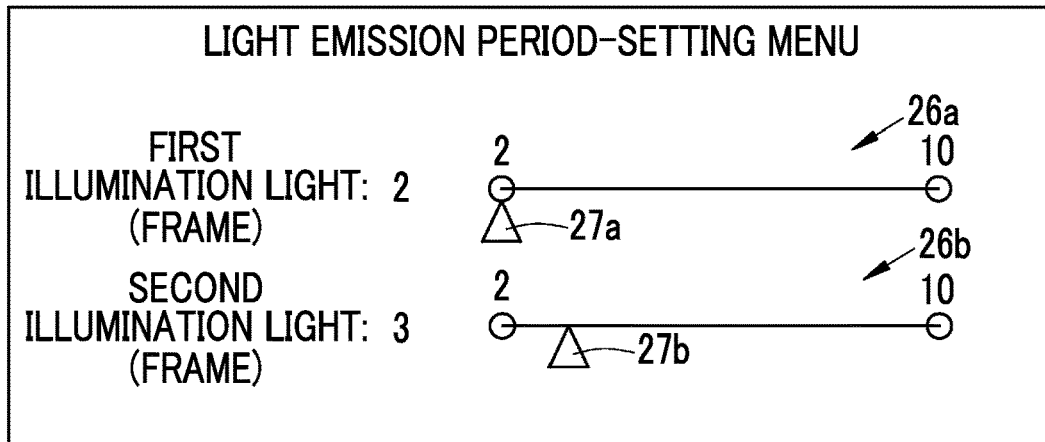 LIGHT EMISSION PERIOD-SETTING MENU
26a
FIRST
ILLUMINATION LIGHT: 2
(FRAME)
2
10
27a
26b
SECOND
ILLUMINATION LIGHT: 3
(FRAME)
2
10
27b